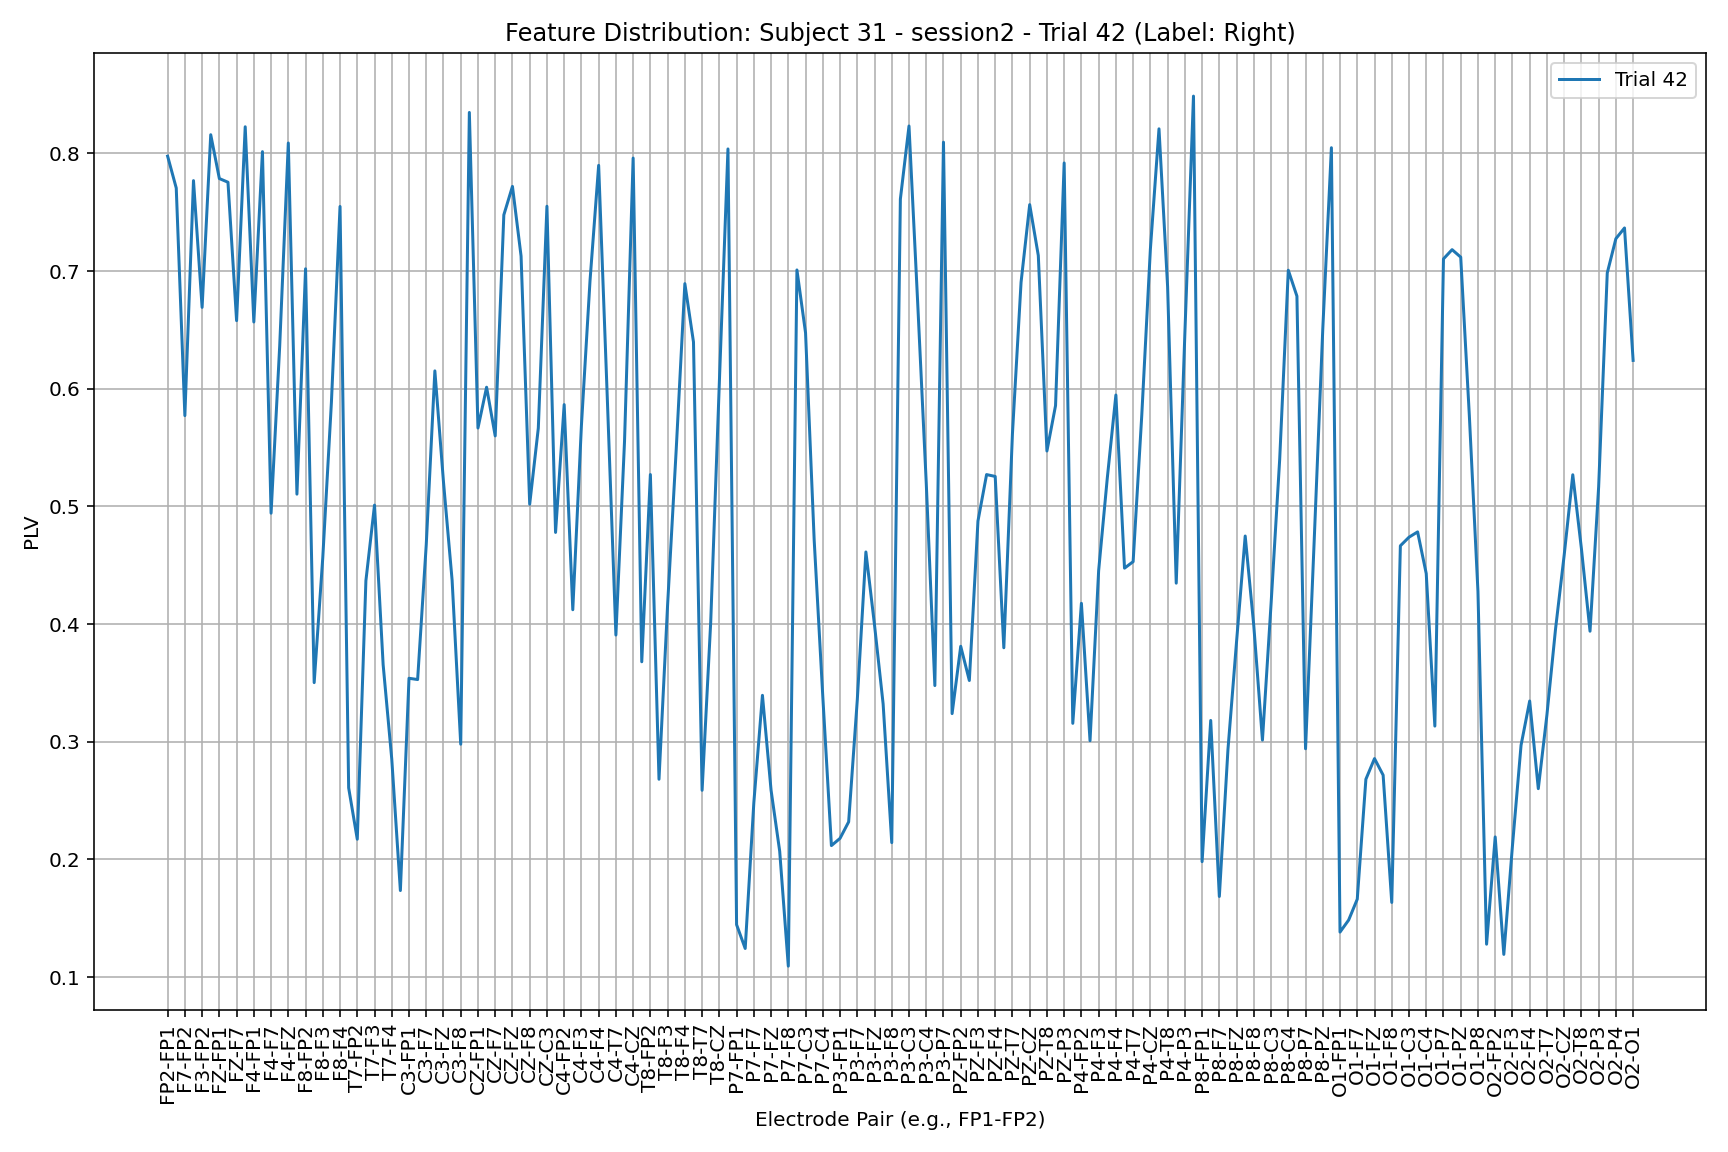 Feature Distribution: Subject 31 - session2 - Trial 42 (Label: Right)
Trial 42
PLV
0.8
0.7
0.6
0.5
0.4
0.3
0.2
0.1
FP2-FP1
F7-FP2
F3-FP2
FZ-FP1
FZ-F7
F4-FP1
F4-F7
F4-FZ
F8-FP2
F8-F3
F8-F4
T7-FP2
T7-F3
T7-F4
C3-FP1
C3-F7
C3-FZ
C3-F8
CZ-FP1
CZ-F7
CZ-FZ
CZ-F8
CZ-C3
C4-FP2
C4-F3
C4-F4
C4-T7
C4-CZ
T8-FP2
T8-F3
T8-F4
T8-T7
T8-CZ
P7-FP1
P7-F7
P7-FZ
P7-F8
P7-C3
P7-C4
P3-FP1
P3-F7
P3-FZ
P3-F8
P3-C3
P3-C4
P3-P7
PZ-FP2
PZ-F3
PZ-F4
PZ-T7
PZ-CZ
PZ-T8
PZ-P3
P4-FP2
P4-F3
P4-F4
P4-T7
P4-CZ
P4-T8
P4-P3
P8-FP1
P8-F7
P8-FZ
P8-F8
P8-C3
P8-C4
P8-P7
P8-PZ
O1-FP1
O1-F7
O1-FZ
O1-F8
O1-C3
O1-C4
O1-P7
O1-PZ
O1-P8
O2-FP2
O2-F3
O2-F4
O2-T7
O2-CZ
O2-T8
O2-P3
O2-P4
O2-O1
Electrode Pair (e.g., FP1-FP2)